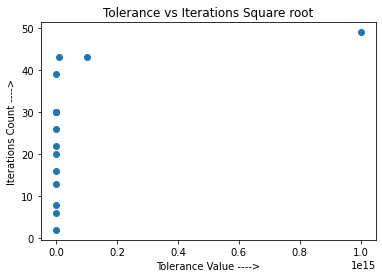 Tolerance vs Iterations Square root
50
40
30
20
10
0
Iterations Count ---->
0.0 0.2 0.4 0.6 0.8 1.0
1e15
Tolerance Value ---->